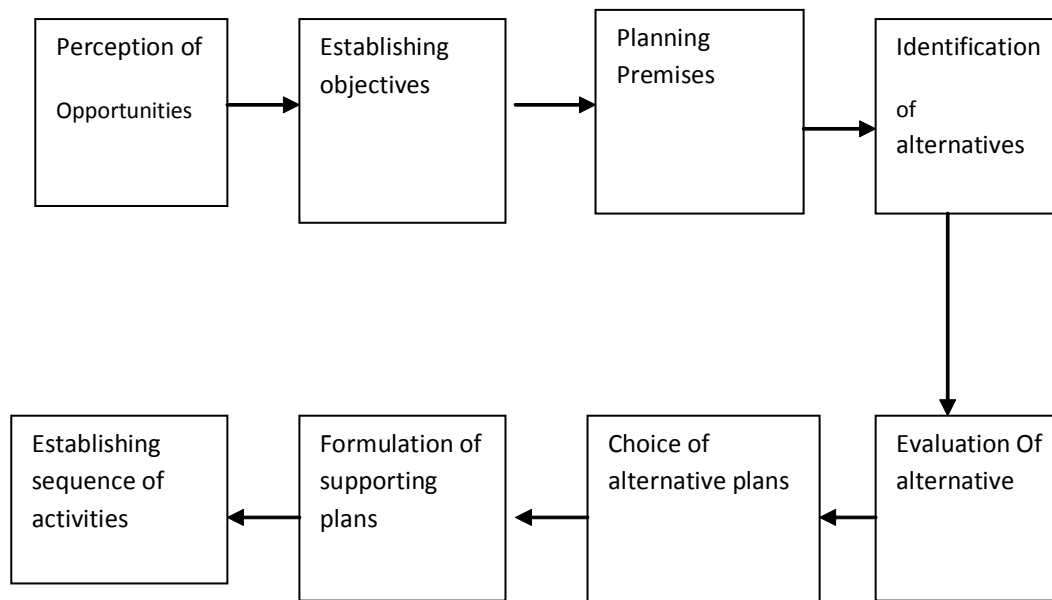 Perception of
Opportunities
Establishing
objectives
Planning
Premises
Identification
of
alternatives
Establishing
sequence of
activities
Formulation of
supporting
plans
Choice of
alternative plans
Evaluation Of
alternative